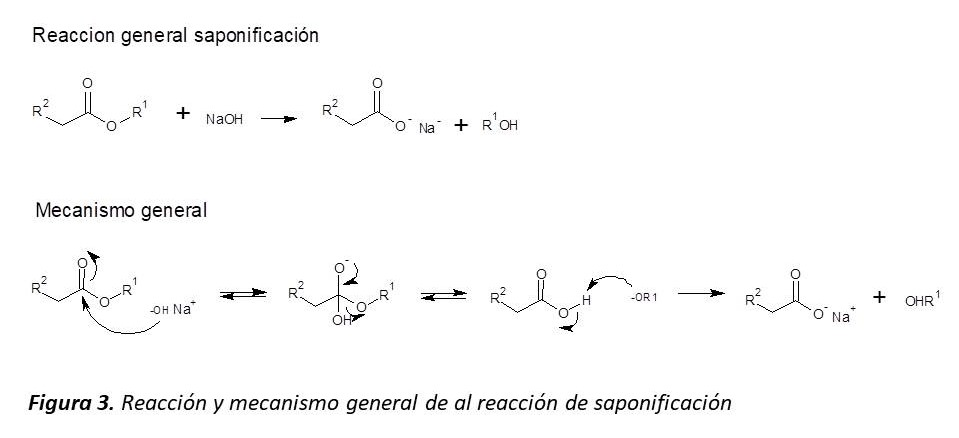 Reaccion general saponificación
R2 O O R1 + NaOH R2 O O- Na- + R1OH
Mecanismo general
R2 O O R1 -OH Na+ R2 O- OH O R1 R2 O O H -OR1 R2 O O- Na+ + OHR1
Figura 3. Reacción y mecanismo general de al reacción de saponificación